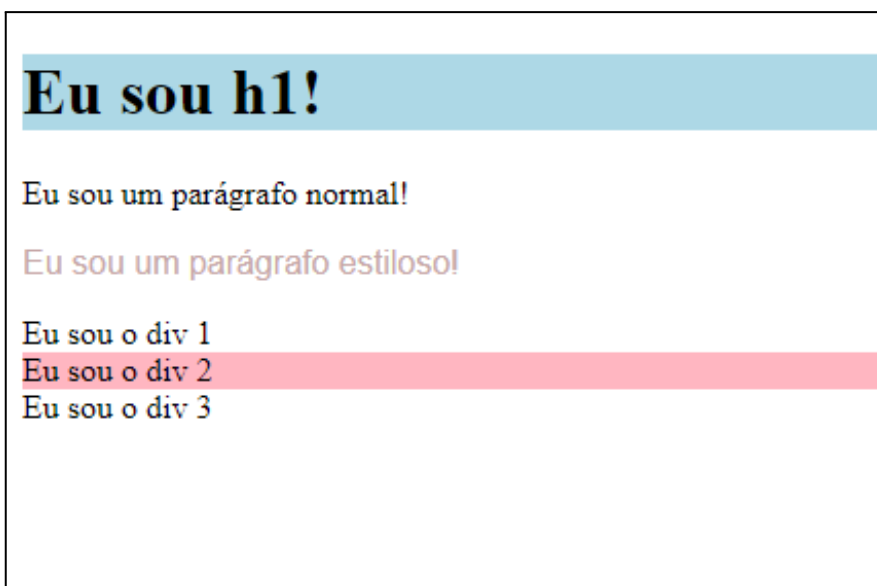 Eu sou h1!
Eu sou um parágrafo normal!
Eu sou um parágrafo estiloso!
Eu sou o div 1
Eu sou o div 2
Eu sou o div 3